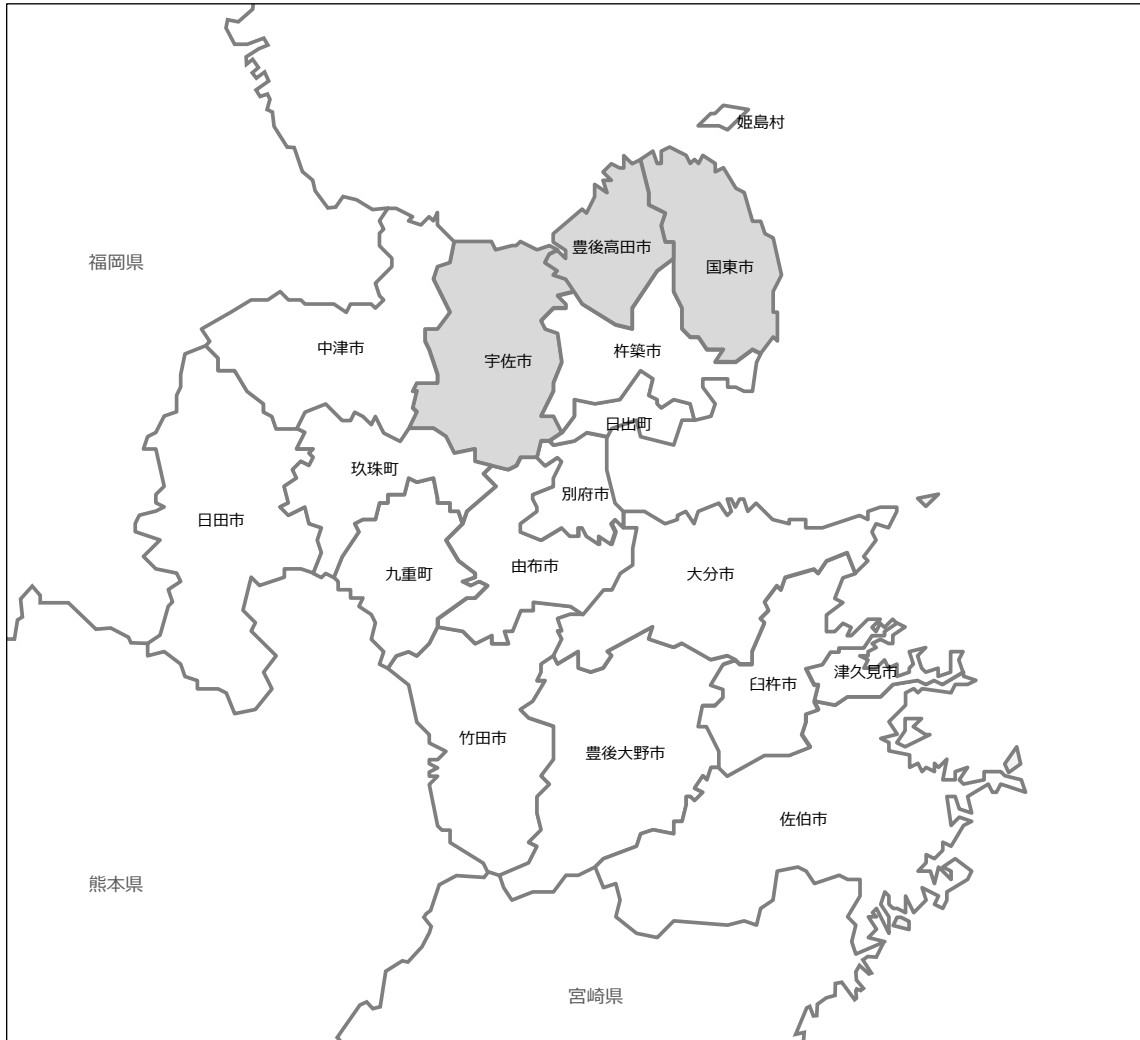 姫島村
豊後高田市
福岡県
国東市
中津市
杵築市
宇佐市
日出町
玖珠町
別府市
日田市
由布市
九重町
大分市
津久見市
臼杵市
竹田市
豊後大野市
佐伯市
熊本県
宮崎県